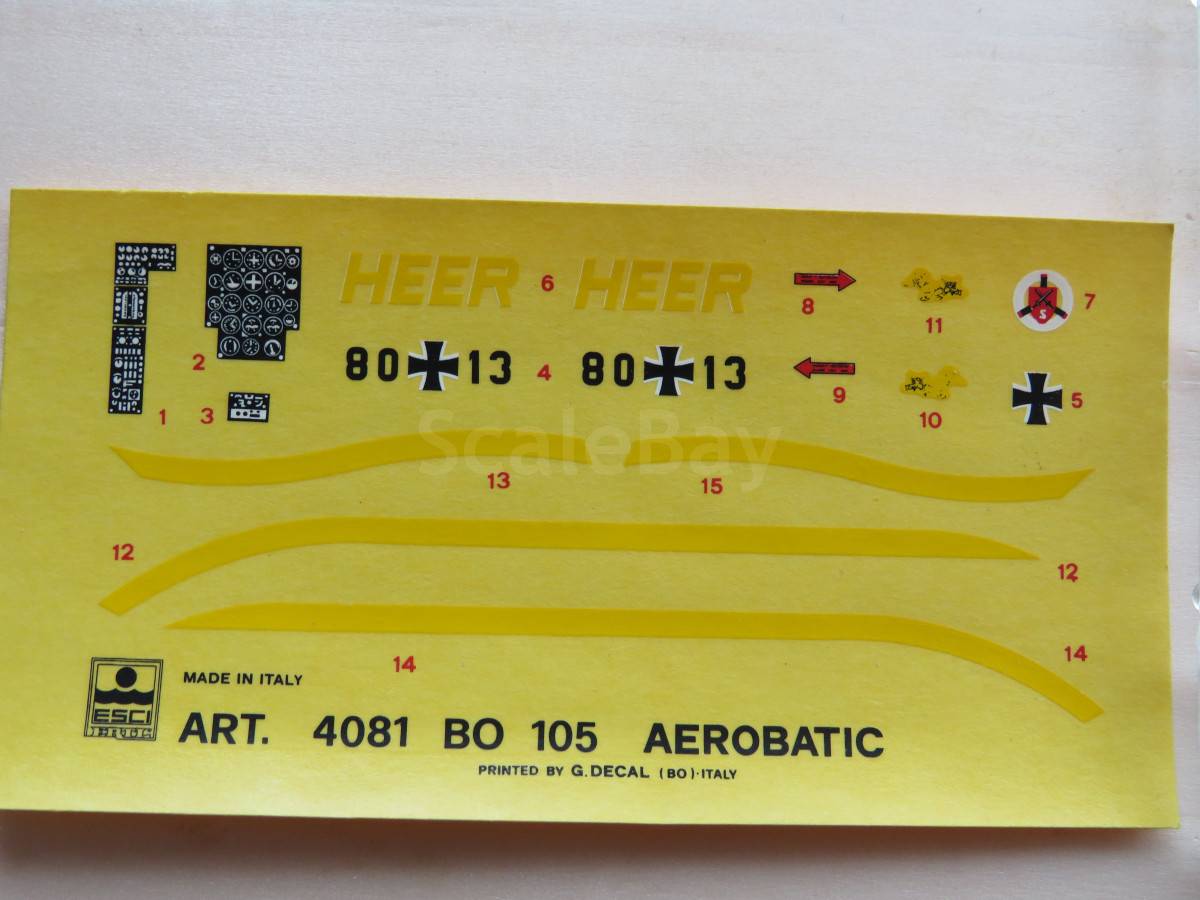 HEER 6 HEER
8
11
7
2
80 13 4 80 13
9
10
5
1
3
ScaleBay
13
15
12
12
14
14
ESCI
MADE IN ITALY
ART. 4081 BO 105 AEROBATIC
PRINTED BY G. DECAL (BO)·ITALY
S